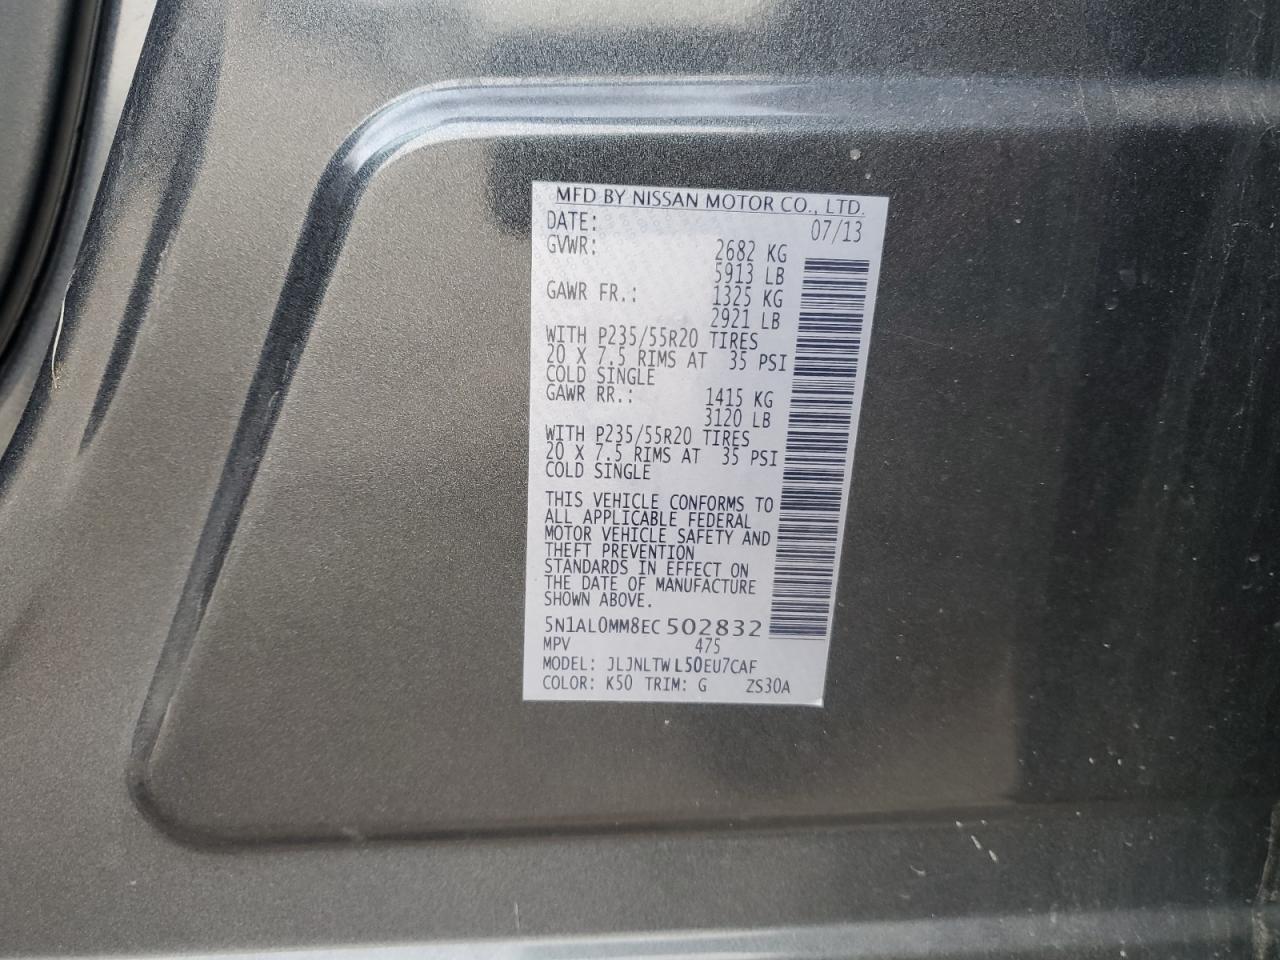 MFD BY NISSAN MOTOR CO., LTD.
DATE: 07/13
GVWR: 2682 KG
5913 LB
GAWR FR.: 1325 KG
2921 LB
WITH P235/55R20 TIRES
20 X 7.5 RIMS AT 35 PSI
COLD SINGLE
GAWR RR.: 1415 KG
3120 LB
WITH P235/55R20 TIRES
20 X 7.5 RIMS AT 35 PSI
COLD SINGLE
THIS VEHICLE CONFORMS TO
ALL APPLICABLE FEDERAL
MOTOR VEHICLE SAFETY AND
THEFT PREVENTION
STANDARDS IN EFFECT ON
THE DATE OF MANUFACTURE
SHOWN ABOVE.
5N1AL0MM8EC502832
MPV 475
MODEL: JLJNLTWL50EU7CAF
COLOR: K50 TRIM: G ZS30A